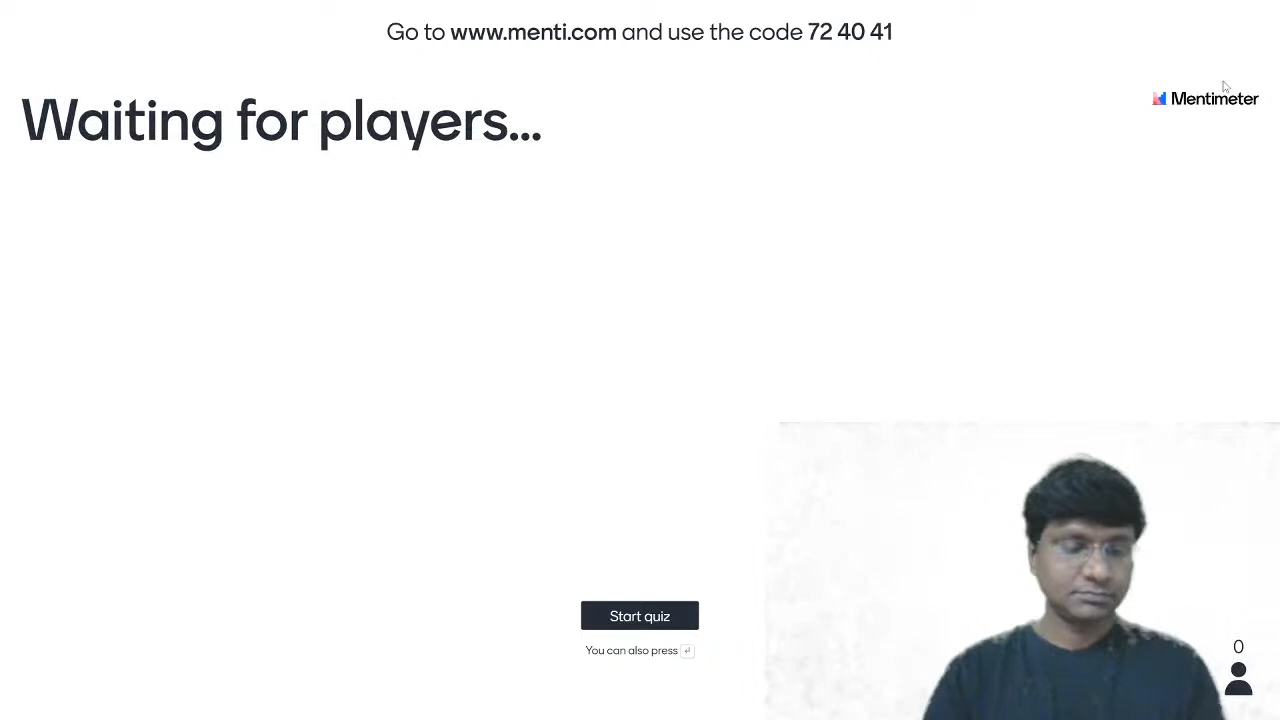 Go to www.menti.com and use the code 72 40 41
Mentimeter
Waiting for players...
Start quiz
You can also press ↵
0